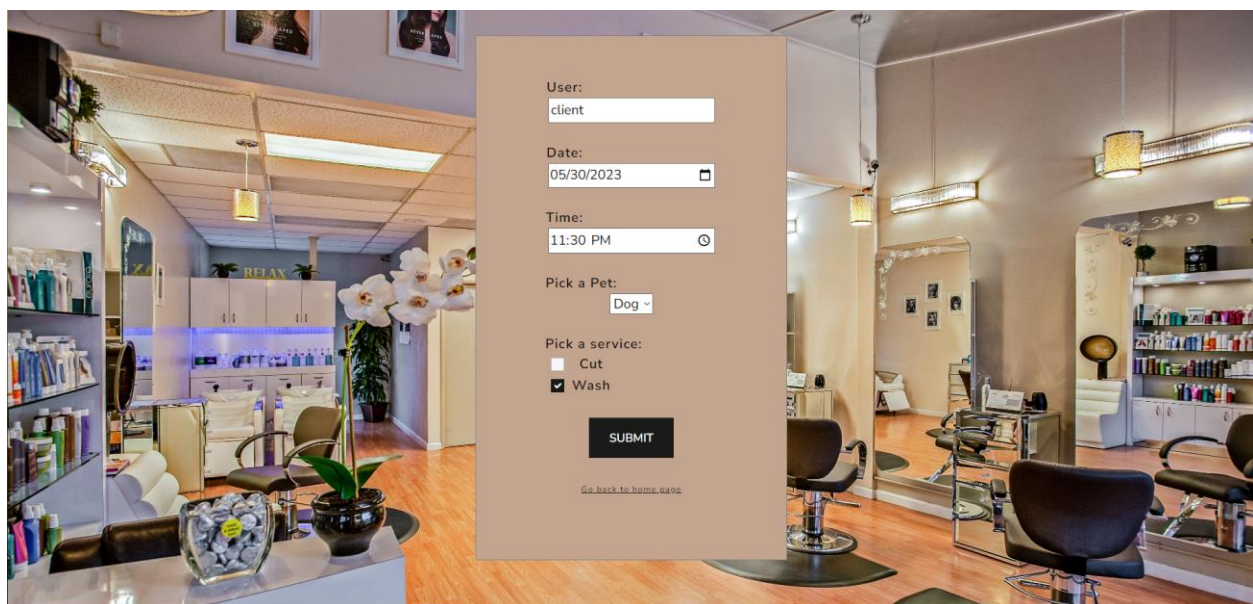 User:
client
Date:
05/30/2023
Time:
11:30 PM
Pick a Pet:
Dog
Pick a service:
Cut
Wash
SUBMIT
Go back to home page
RELAX